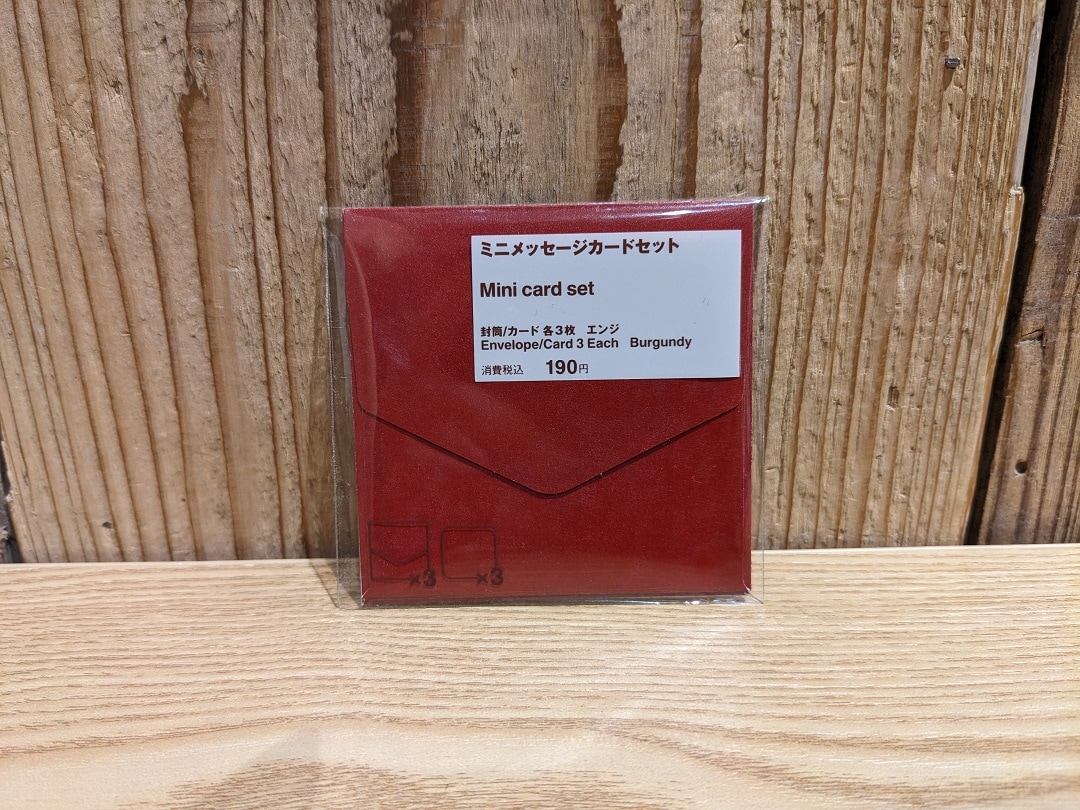 ミニメッセージカードセット
Mini card set
封筒/カード 各3枚　エンジ
Envelope/Card 3 Each　Burgundy
消費税込　190円
×3 ×3